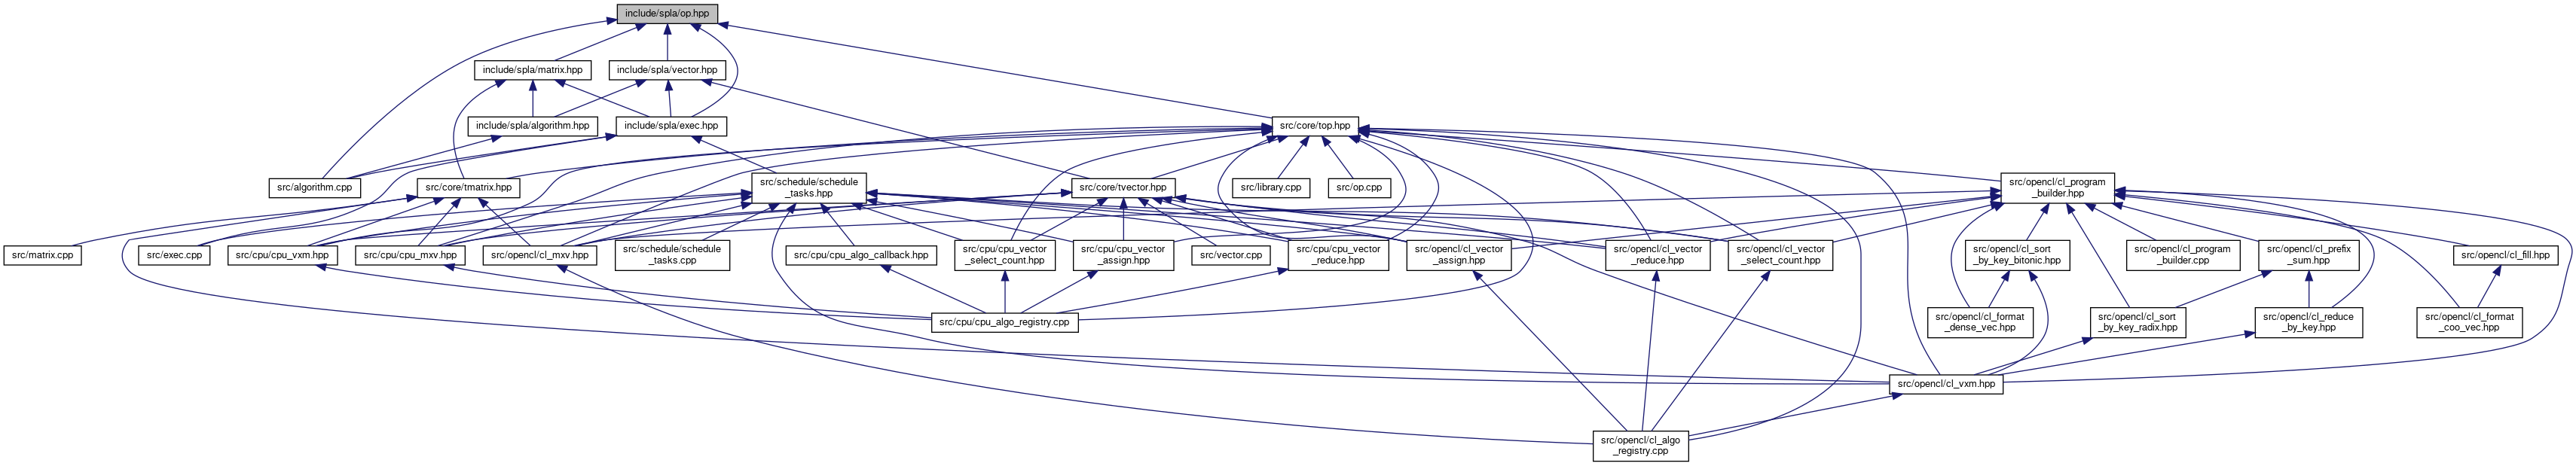 include/spla/op.hpp
include/spla/matrix.hpp
include/spla/vector.hpp
include/spla/algorithm.hpp
include/spla/exec.hpp
src/core/top.hpp
src/algorithm.cpp
src/core/tmatrix.hpp
src/schedule/schedule
_tasks.hpp
src/core/tvector.hpp
src/library.cpp
src/op.cpp
src/opencl/cl_program
_builder.hpp
src/matrix.cpp
src/exec.cpp
src/cpu/cpu_vxm.hpp
src/cpu/cpu_mxv.hpp
src/opencl/cl_mxv.hpp
src/schedule/schedule
_tasks.cpp
src/cpu/cpu_algo_callback.hpp
src/cpu/cpu_vector
_select_count.hpp
src/cpu/cpu_vector
_assign.hpp
src/vector.cpp
src/cpu/cpu_vector
_reduce.hpp
src/opencl/cl_vector
_assign.hpp
src/opencl/cl_vector
_reduce.hpp
src/opencl/cl_vector
_select_count.hpp
src/opencl/cl_sort
_by_key_bitonic.hpp
src/opencl/cl_program
_builder.cpp
src/opencl/cl_prefix
_sum.hpp
src/opencl/cl_fill.hpp
src/cpu/cpu_algo_registry.cpp
src/opencl/cl_format
_dense_vec.hpp
src/opencl/cl_sort
_by_key_radix.hpp
src/opencl/cl_reduce
_by_key.hpp
src/opencl/cl_format
_coo_vec.hpp
src/opencl/cl_vxm.hpp
src/opencl/cl_algo
_registry.cpp